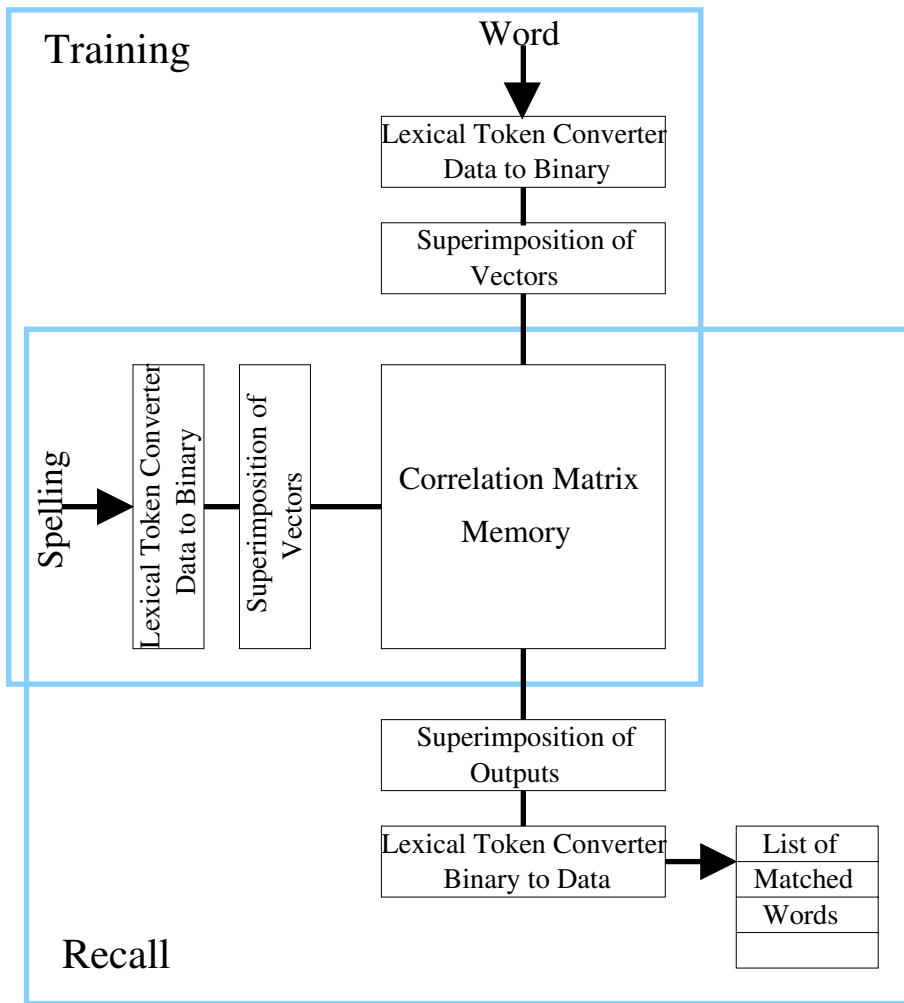 Training
Word
Lexical Token Converter
Data to Binary
Superimposition of
Vectors
Spelling
Lexical Token Converter
Data to Binary
Superimposition of
Vectors
Correlation Matrix
Memory
Superimposition of
Outputs
Lexical Token Converter
Binary to Data
List of
Matched
Words
Recall